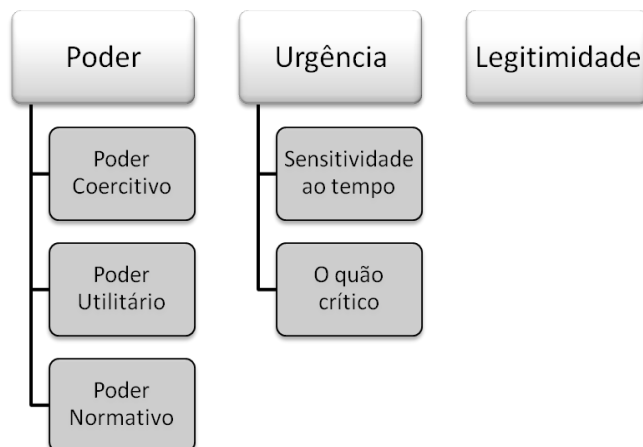 Poder
Poder
Coercitivo
Poder
Utilitário
Poder
Normativo
Urgência
Sensitividade
ao tempo
O quão
crítico
Legitimidade